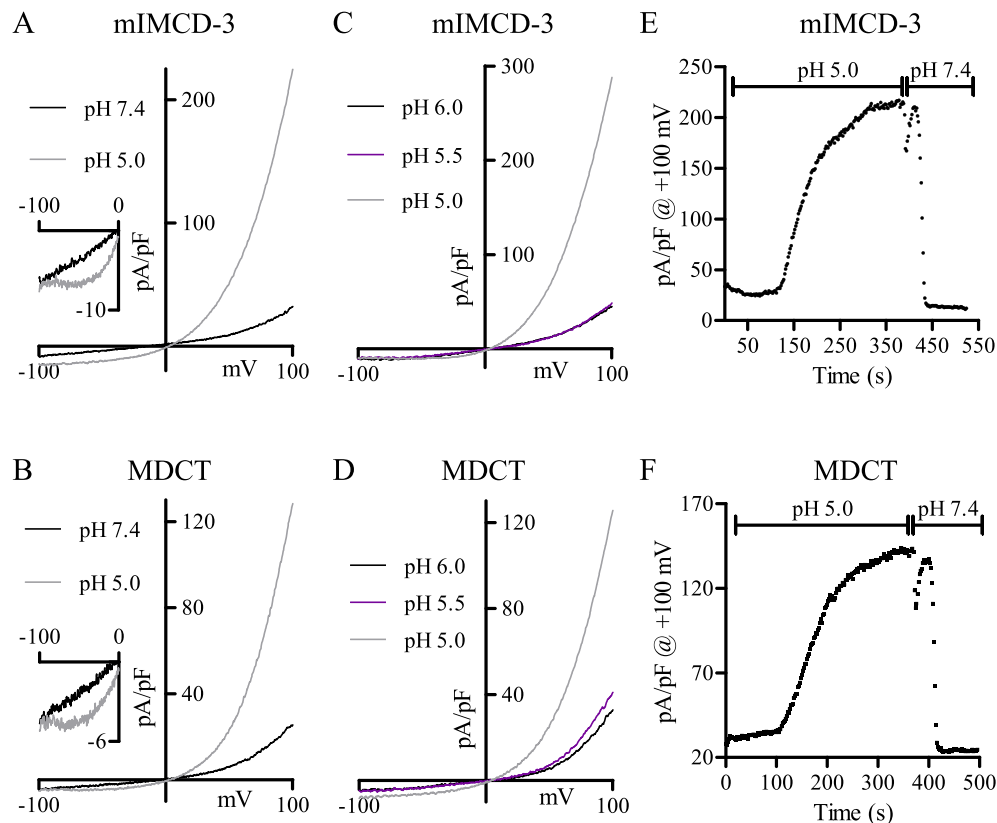 A mIMCD-3
200
100
pA/pF
pH 7.4
pH 5.0
-100 0
-10
-100 mV 100
C mIMCD-3
300
200
100
pA/pF
pH 6.0
pH 5.5
pH 5.0
-100 mV 100
E mIMCD-3
pH 5.0 pH 7.4
pA/pF @ +100 mV
250
200
150
100
50
0
50 150 250 350 450 550
Time (s)
B MDCT
120
80
40
pA/pF
pH 7.4
pH 5.0
-100 0
-6
-100 mV 100
D MDCT
120
80
40
pA/pF
pH 6.0
pH 5.5
pH 5.0
-100 mV 100
F MDCT
pH 5.0 pH 7.4
pA/pF @ +100 mV
170
120
70
20
0 100 200 300 400 500
Time (s)